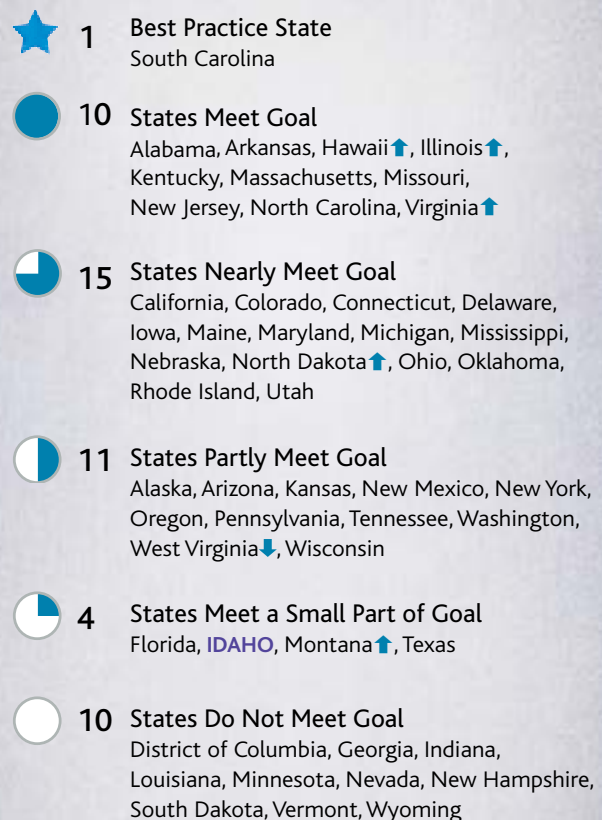 1 Best Practice State
South Carolina
10 States Meet Goal
Alabama, Arkansas, Hawaii⬆, Illinois⬆,
Kentucky, Massachusetts, Missouri,
New Jersey, North Carolina, Virginia⬆
15 States Nearly Meet Goal
California, Colorado, Connecticut, Delaware,
Iowa, Maine, Maryland, Michigan, Mississippi,
Nebraska, North Dakota⬆, Ohio, Oklahoma,
Rhode Island, Utah
11 States Partly Meet Goal
Alaska, Arizona, Kansas, New Mexico, New York,
Oregon, Pennsylvania, Tennessee, Washington,
West Virginia⬇, Wisconsin
4 States Meet a Small Part of Goal
Florida, IDAHO, Montana⬆, Texas
10 States Do Not Meet Goal
District of Columbia, Georgia, Indiana,
Louisiana, Minnesota, Nevada, New Hampshire,
South Dakota, Vermont, Wyoming